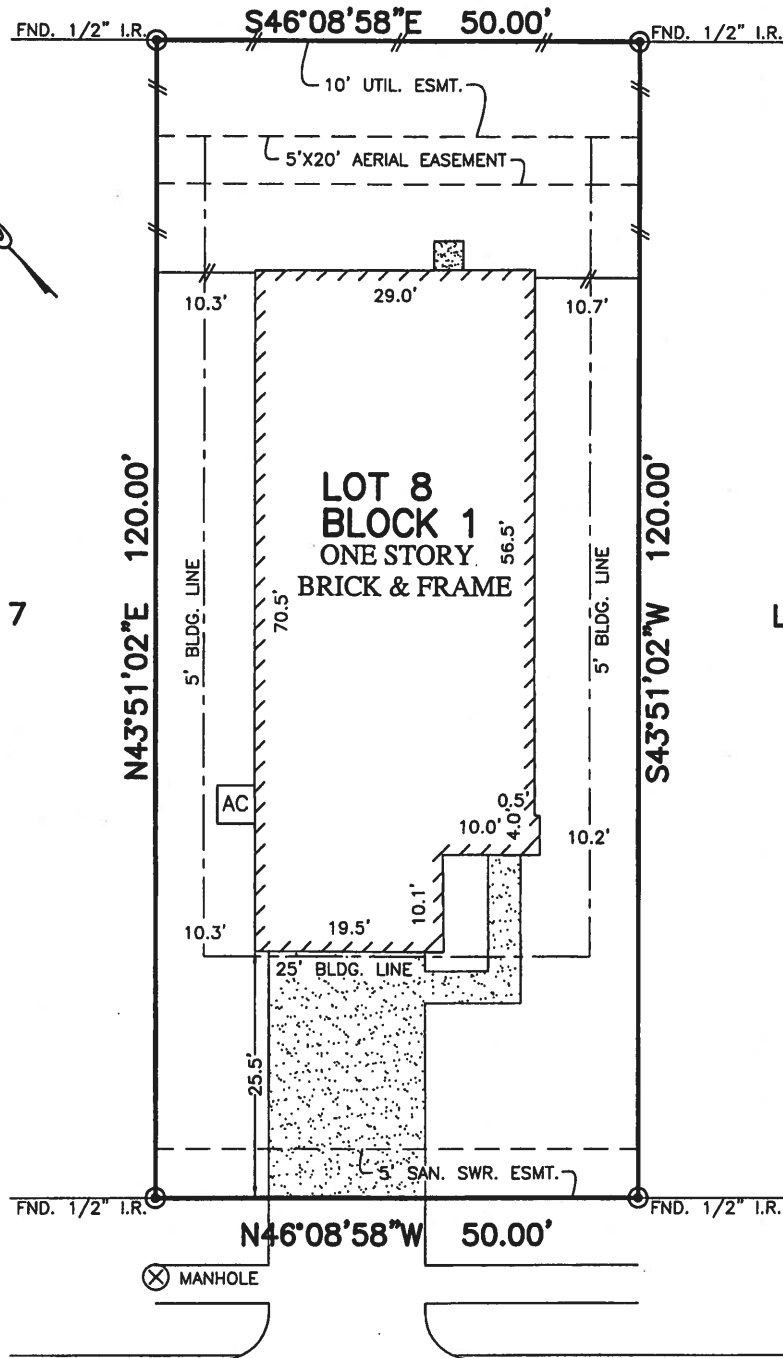 S46°08'58"E 50.00'
FND. 1/2" I.R.
FND. 1/2" I.R.
10' UTIL. ESMT.
5'X20' AERIAL EASEMENT
10.3'
29.0'
10.7'
N43°51'02"E 120.00'
LOT 8
BLOCK 1
ONE STORY
BRICK & FRAME
56.5'
S43°51'02"W 120.00'
5' BLDG. LINE
70.5'
5' BLDG. LINE
7
L
AC
0.5'
10.0'
4.0'
10.2'
10.1'
10.3'
19.5'
25' BLDG. LINE
25.5'
5' SAN. SWR. ESMT.
FND. 1/2" I.R.
FND. 1/2" I.R.
N46°08'58"W 50.00'
MANHOLE